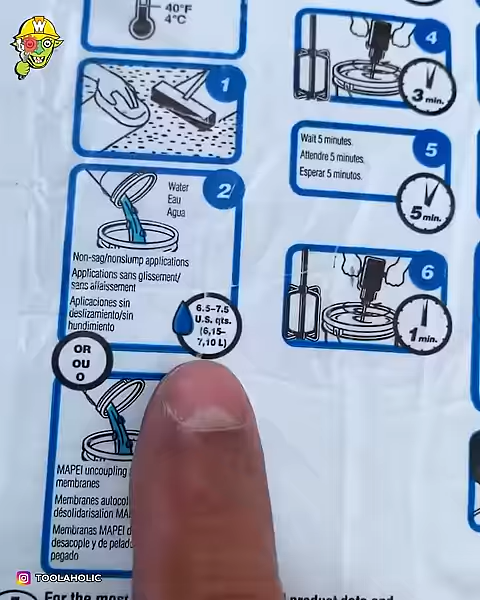 W
40°F
4°C
1
2
Water
Eau
Agua
Non-sag/nonslump applications
Applications sans glissement/
sans affaissement
Aplicaciones sin
deslizamiento/sin
hundimiento
6.5–7.5
U.S. qts.
(6,15–
7,10 L)
OR
OU
O
MAPEI uncoupling
membranes
Membranes autocol
désolidarisation MA
Membranas MAPEI d
desacople y de pelad
pegado
4
3 min.
5
Wait 5 minutes.
Attendre 5 minutes.
Esperar 5 minutos.
5 min.
6
1 min.
For the most
product data and
TOOLAHOLIC